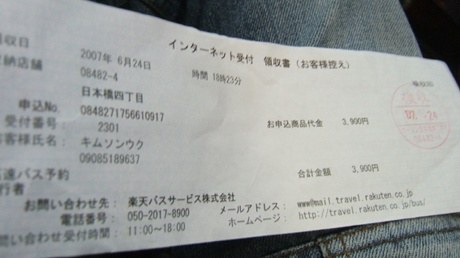 インターネット受付 領収書(お客様控え)
領収日 2007年 6月24日 時間 18時23分
納店舗 08482-4
日本橋四丁目
申込No. 0848271756610917
受付番号 2301 お申込商品代金 3,900円
客様氏名: キムソンウク
09085189637
速バス予約 合計金額 3,900円
行者
お問い合わせ先: 楽天バスサービス株式会社
電話番号: 050-2017-8900 メールアドレス: www@mail.travel.rakuten.co.jp
お問い合わせ受付時間: 11:00~18:00 ホームページ: http://travel.rakuten.co.jp/bus/